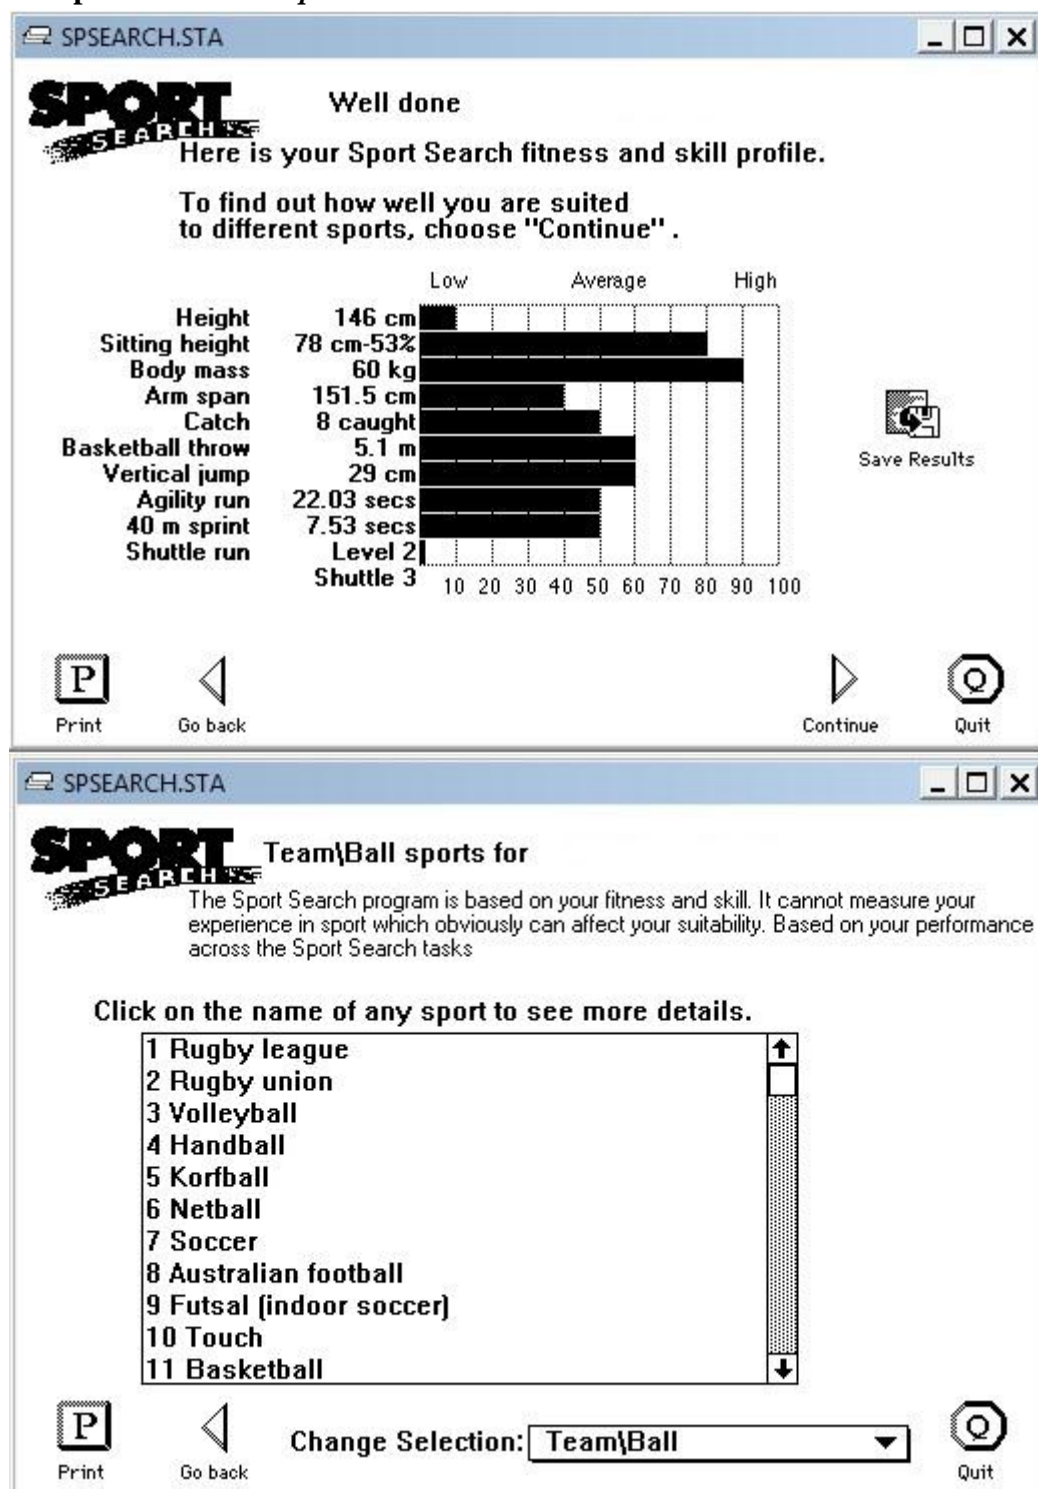 SPSEARCH.STA
SPORT
SEARCH
Well done
Here is your Sport Search fitness and skill profile.
To find out how well you are suited
to different sports, choose "Continue" .
Low Average High
Height 146 cm
Sitting height 78 cm-53%
Body mass 60 kg
Arm span 151.5 cm
Catch 8 caught
Basketball throw 5.1 m
Vertical jump 29 cm
Agility run 22.03 secs
40 m sprint 7.53 secs
Shuttle run Level 2
Shuttle 3
10 20 30 40 50 60 70 80 90 100
Save Results
P
Print
Go back
Continue
Q
Quit
SPSEARCH.STA
SPORT
SEARCH
Team\Ball sports for
The Sport Search program is based on your fitness and skill. It cannot measure your
experience in sport which obviously can affect your suitability. Based on your performance
across the Sport Search tasks
Click on the name of any sport to see more details.
1 Rugby league
2 Rugby union
3 Volleyball
4 Handball
5 Korfball
6 Netball
7 Soccer
8 Australian football
9 Futsal (indoor soccer)
10 Touch
11 Basketball
P
Print
Go back
Change Selection: Team\Ball
Q
Quit